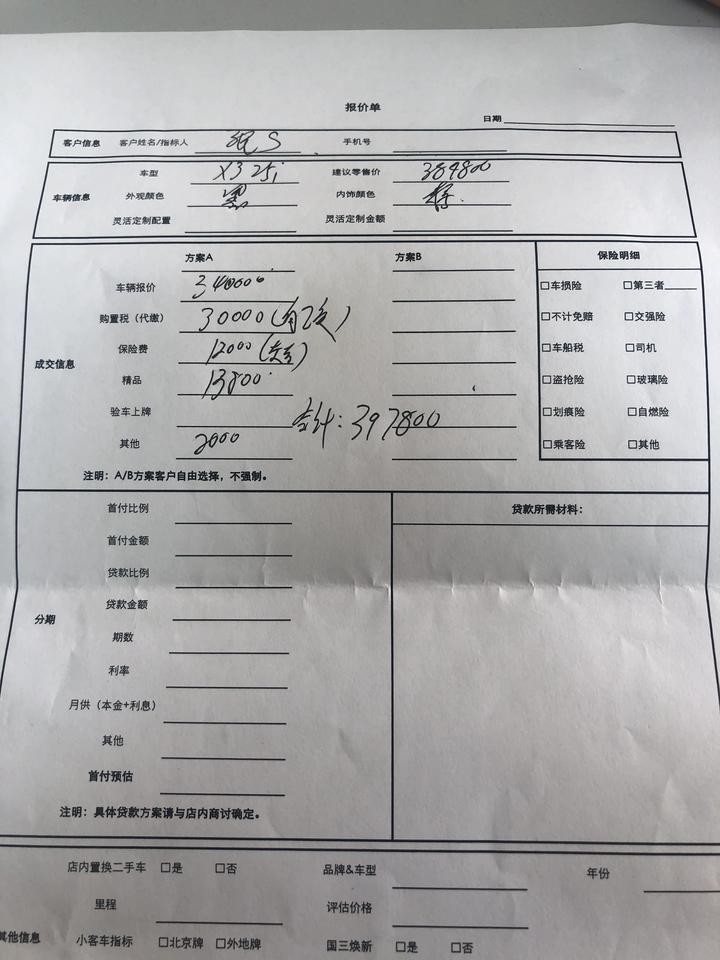 报价单
日期
客户信息 客户姓名/指标人 手机号
车型 X3 25i 建议零售价 389800
车辆信息 外观颜色 黑 内饰颜色 棕
灵活定制配置 灵活定制金额
方案A 方案B 保险明细
车辆报价 340000 □车损险 □第三者
购置税（代缴） 30000 □不计免赔 □交强险
保险费 12000 □车船税 □司机
成交信息
精品 13800 □盗抢险 □玻璃险
验车上牌 合计：397800 □划痕险 □自燃险
其他 2000 □乘客险 □其他
注明：A/B方案客户自由选择，不强制。
首付比例 贷款所需材料：
首付金额
贷款比例
贷款金额
分期
期数
利率
月供（本金+利息）
其他
首付预估
注明：具体贷款方案请与店内商讨确定。
店内置换二手车 □是 □否 品牌&车型 年份
里程 评估价格
其他信息 小客车指标 □北京牌 □外地牌 国三焕新 □是 □否